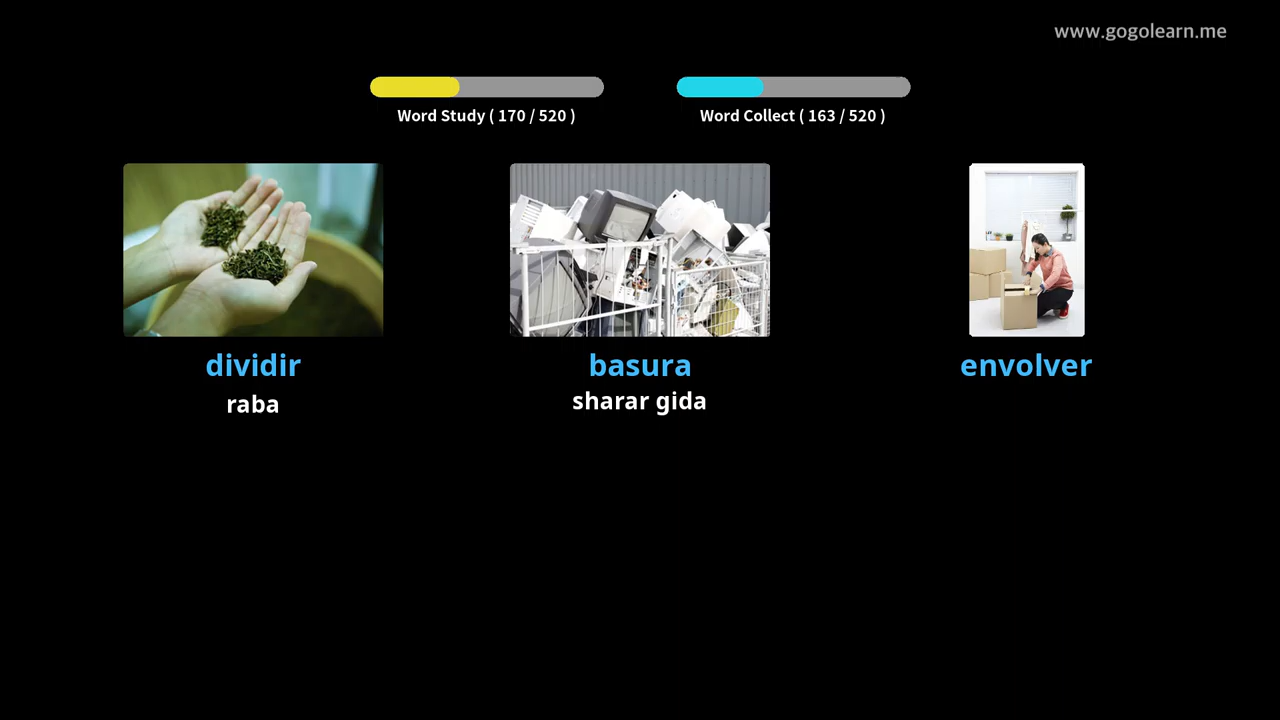 www.gogolearn.me
Word Study ( 170 / 520 )
Word Collect ( 163 / 520 )
dividir
raba
basura
sharar gida
envolver